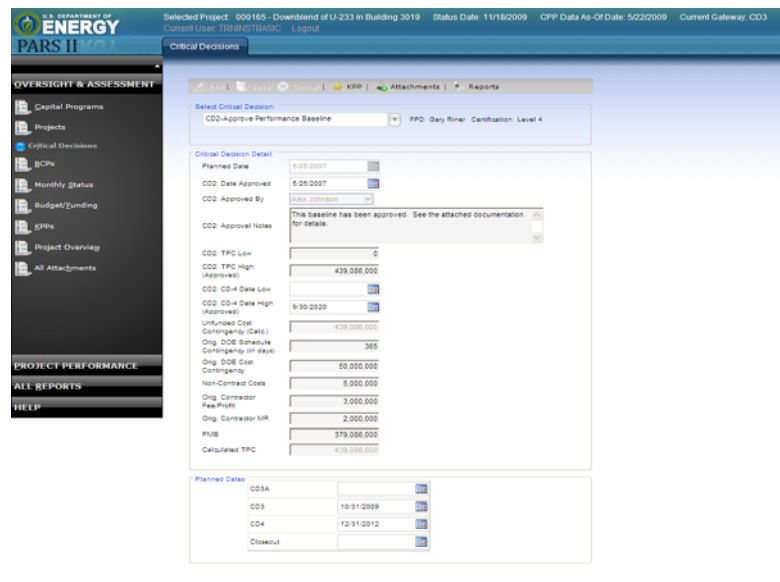 U.S. DEPARTMENT OF
ENERGY
PARS II
Selected Project: 000165 - Downblend of U-233 in Building 3019 Status Date: 11/18/2009 CPP Data As-Of Date: 5/22/2009 Current Gateway: CD3
Current User: TRNINSTBASIC Logout
Critical Decisions
OVERSIGHT & ASSESSMENT
Capital Programs
Projects
Critical Decisions
BCPs
Monthly Status
Budget/Funding
KPPs
Project Overview
All Attachments
PROJECT PERFORMANCE
ALL REPORTS
HELP
Edit | Save Cancel | KPP | Attachments | Reports
Select Critical Decision:
CD2-Approve Performance Baseline FPD: Gary Riner Certification: Level 4
Critical Decision Detail:
Planned Date 5/25/2007
CD2: Date Approved 5/25/2007
CD2: Approved By Alex Johnson
CD2: Approval Notes
This baseline has been approved. See the attached documentation
for details.
CD2: TPC Low 0
CD2: TPC High
(Approved) 439,086,000
CD2: CD-4 Date Low
CD2: CD-4 Date High
(Approved) 9/30/2020
Unfunded Cost
Contingency (Calc.) 439,086,000
Orig. DOE Schedule
Contingency (in days) 365
Orig. DOE Cost
Contingency 50,000,000
Non-Contract Costs 5,000,000
Orig. Contractor
Fee/Profit 3,000,000
Orig. Contractor MR 2,000,000
PMB 379,086,000
Calculated TPC 439,086,000
Planned Dates
CD3A
CD3 10/31/2009
CD4 12/31/2012
Closeout